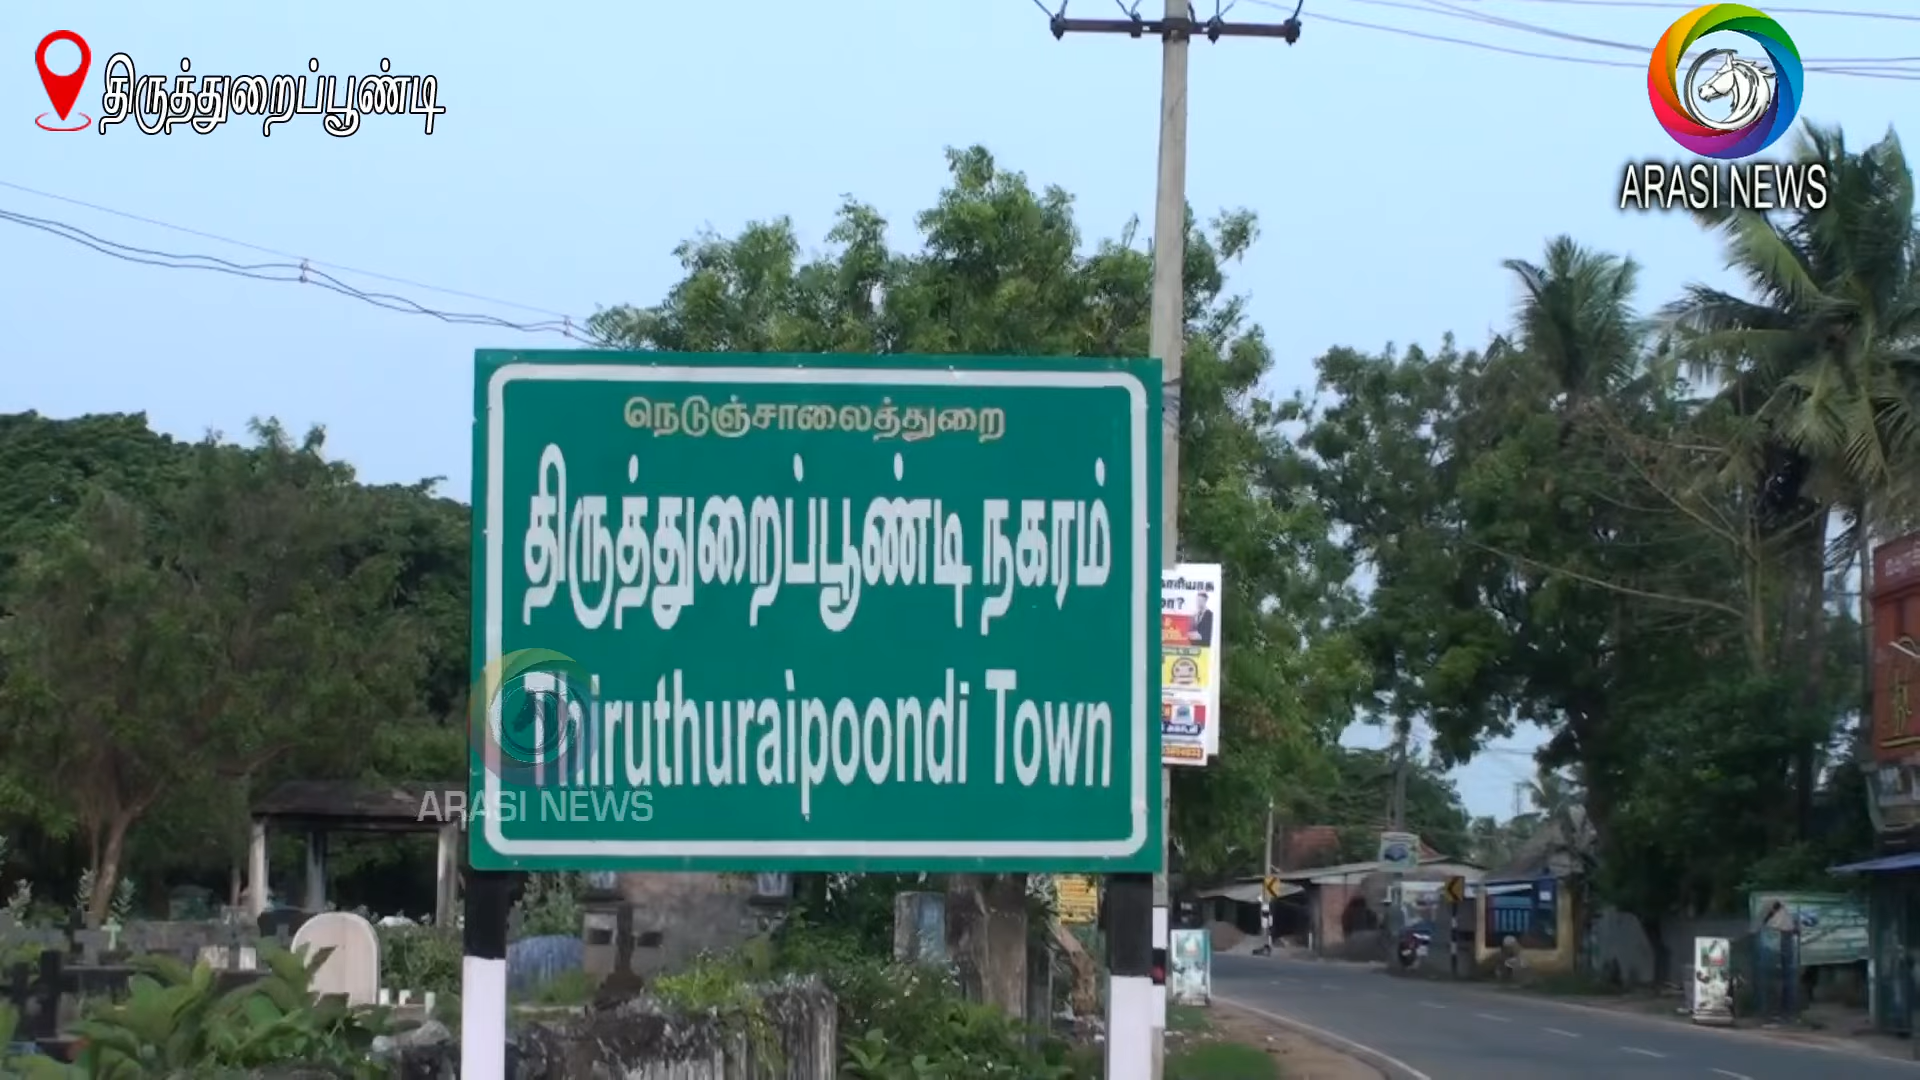 திருத்துறைப்பூண்டி
ARASI NEWS
நெடுஞ்சாலைத்துறை
திருத்துறைப்பூண்டி நகரம்
Thiruthuraipoondi Town
ARASI NEWS